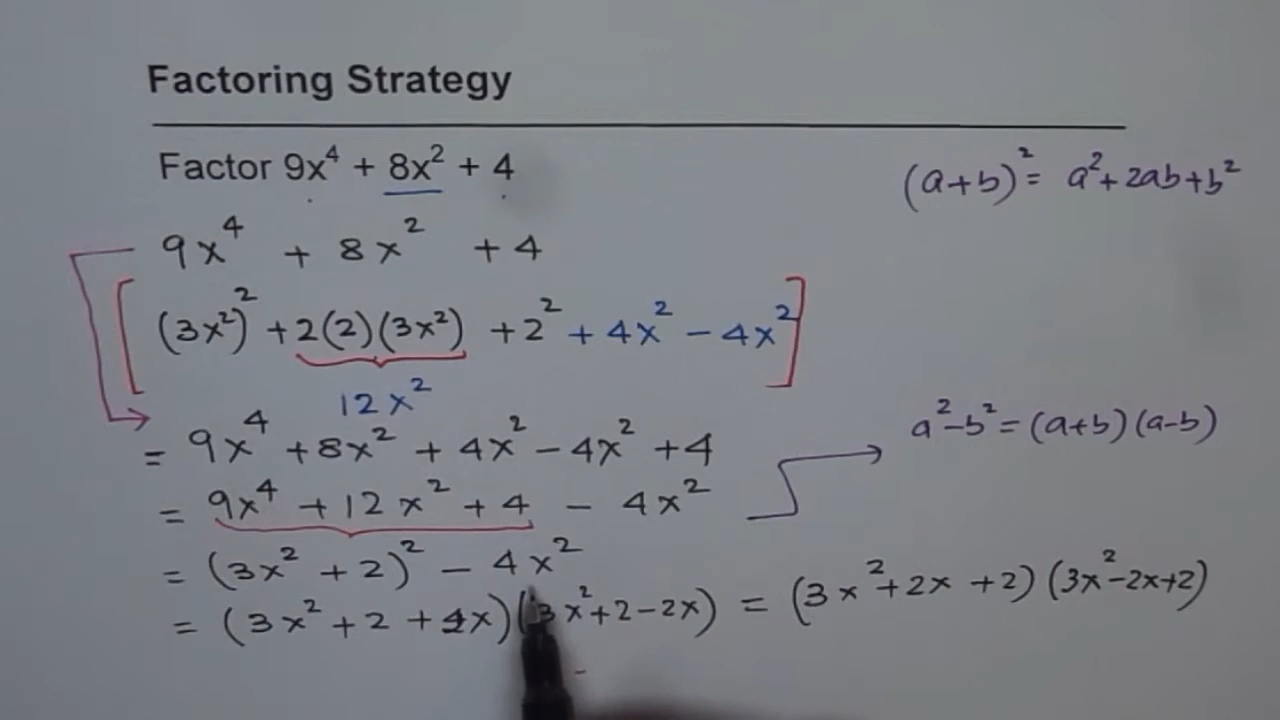 Factoring Strategy
Factor 9x⁴ + 8x² + 4
(a+b)² = a²+2ab+b²
9x⁴ + 8x² + 4
[(3x²)² + 2(2)(3x²) + 2² + 4x² - 4x²]
12x²
= 9x⁴ + 8x² + 4x² - 4x² + 4
a²-b² = (a+b)(a-b)
= 9x⁴ + 12x² + 4 - 4x²
= (3x² + 2)² - 4x²
= (3x² + 2 + 2x)(3x² + 2 - 2x) = (3x² + 2x + 2)(3x² - 2x + 2)